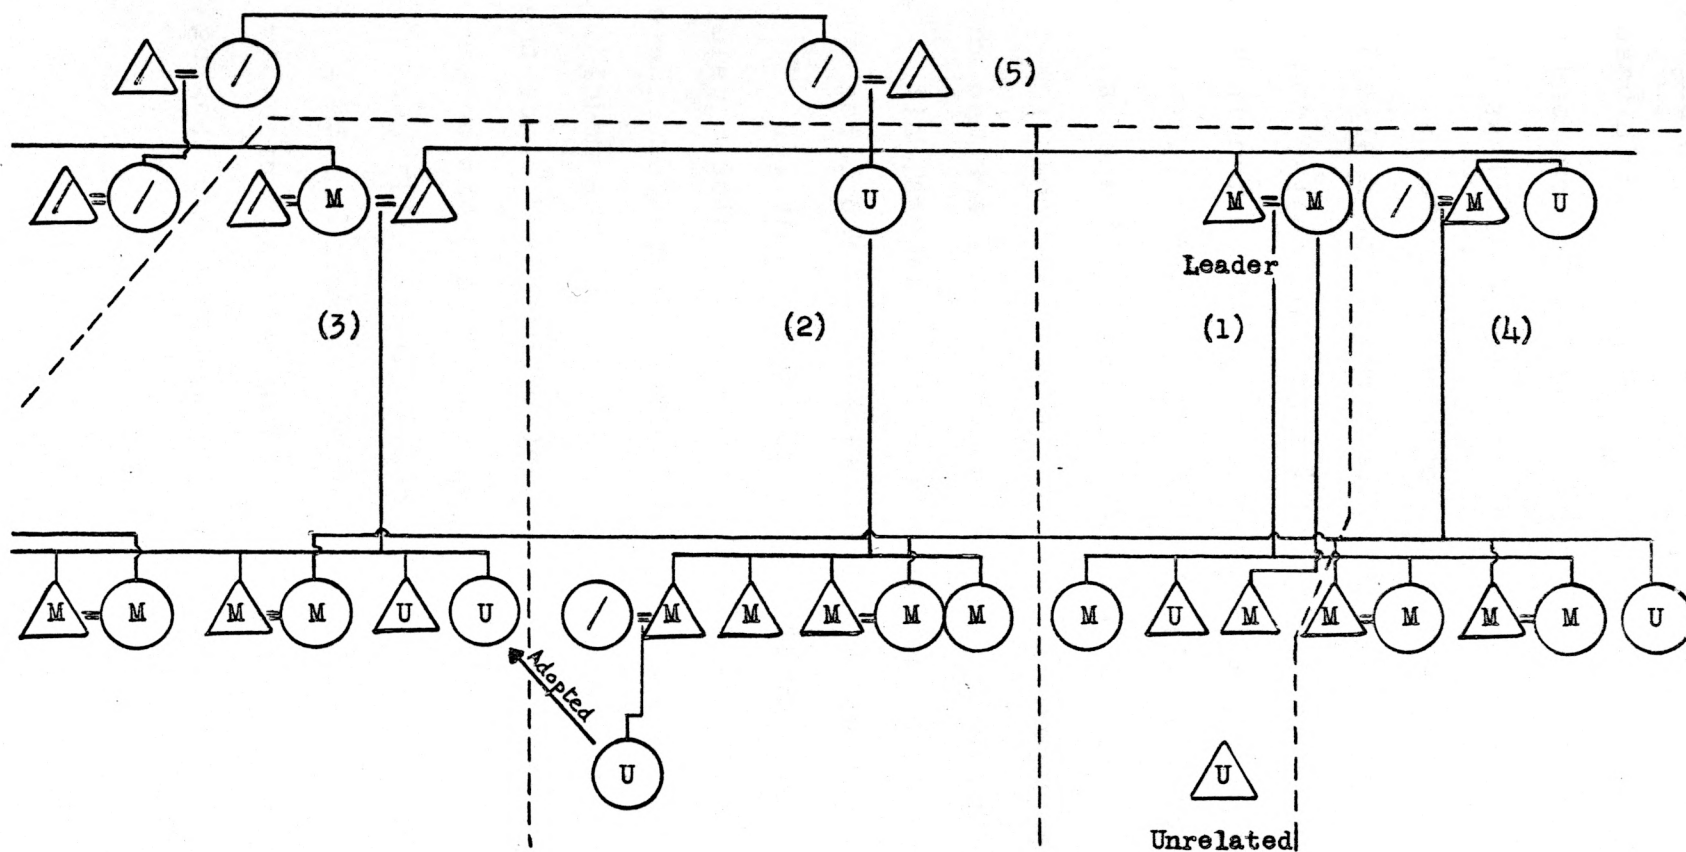 / = / / = / (5)
/ = / / = M = / U M = M / = M U
Leader
(3) (2) (1) (4)
M = M M = M U U / = M M M = M M M U M M = M M = M U
Adopted
U U
Unrelated